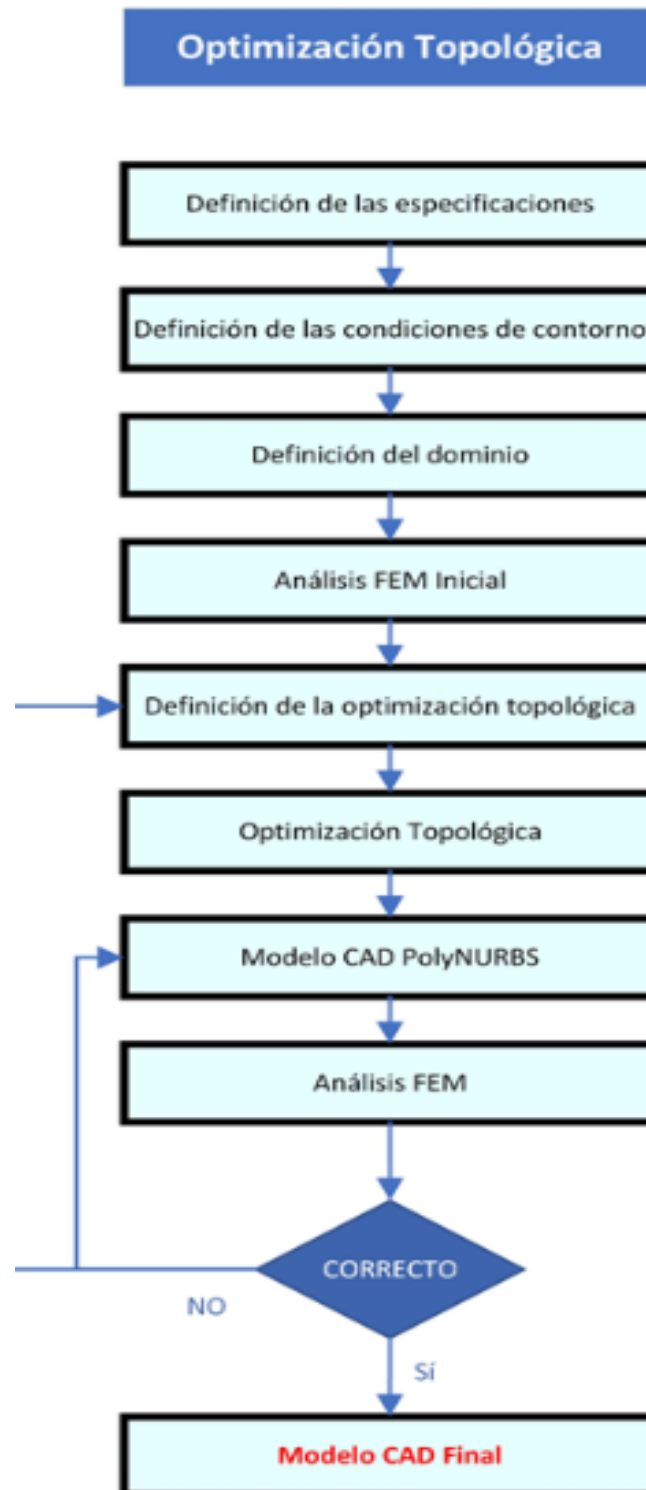 Optimización Topológica
Definición de las especificaciones
Definición de las condiciones de contorno
Definición del dominio
Análisis FEM Inicial
Definición de la optimización topológica
Optimización Topológica
Modelo CAD PolyNURBS
Análisis FEM
CORRECTO
NO
Sí
Modelo CAD Final